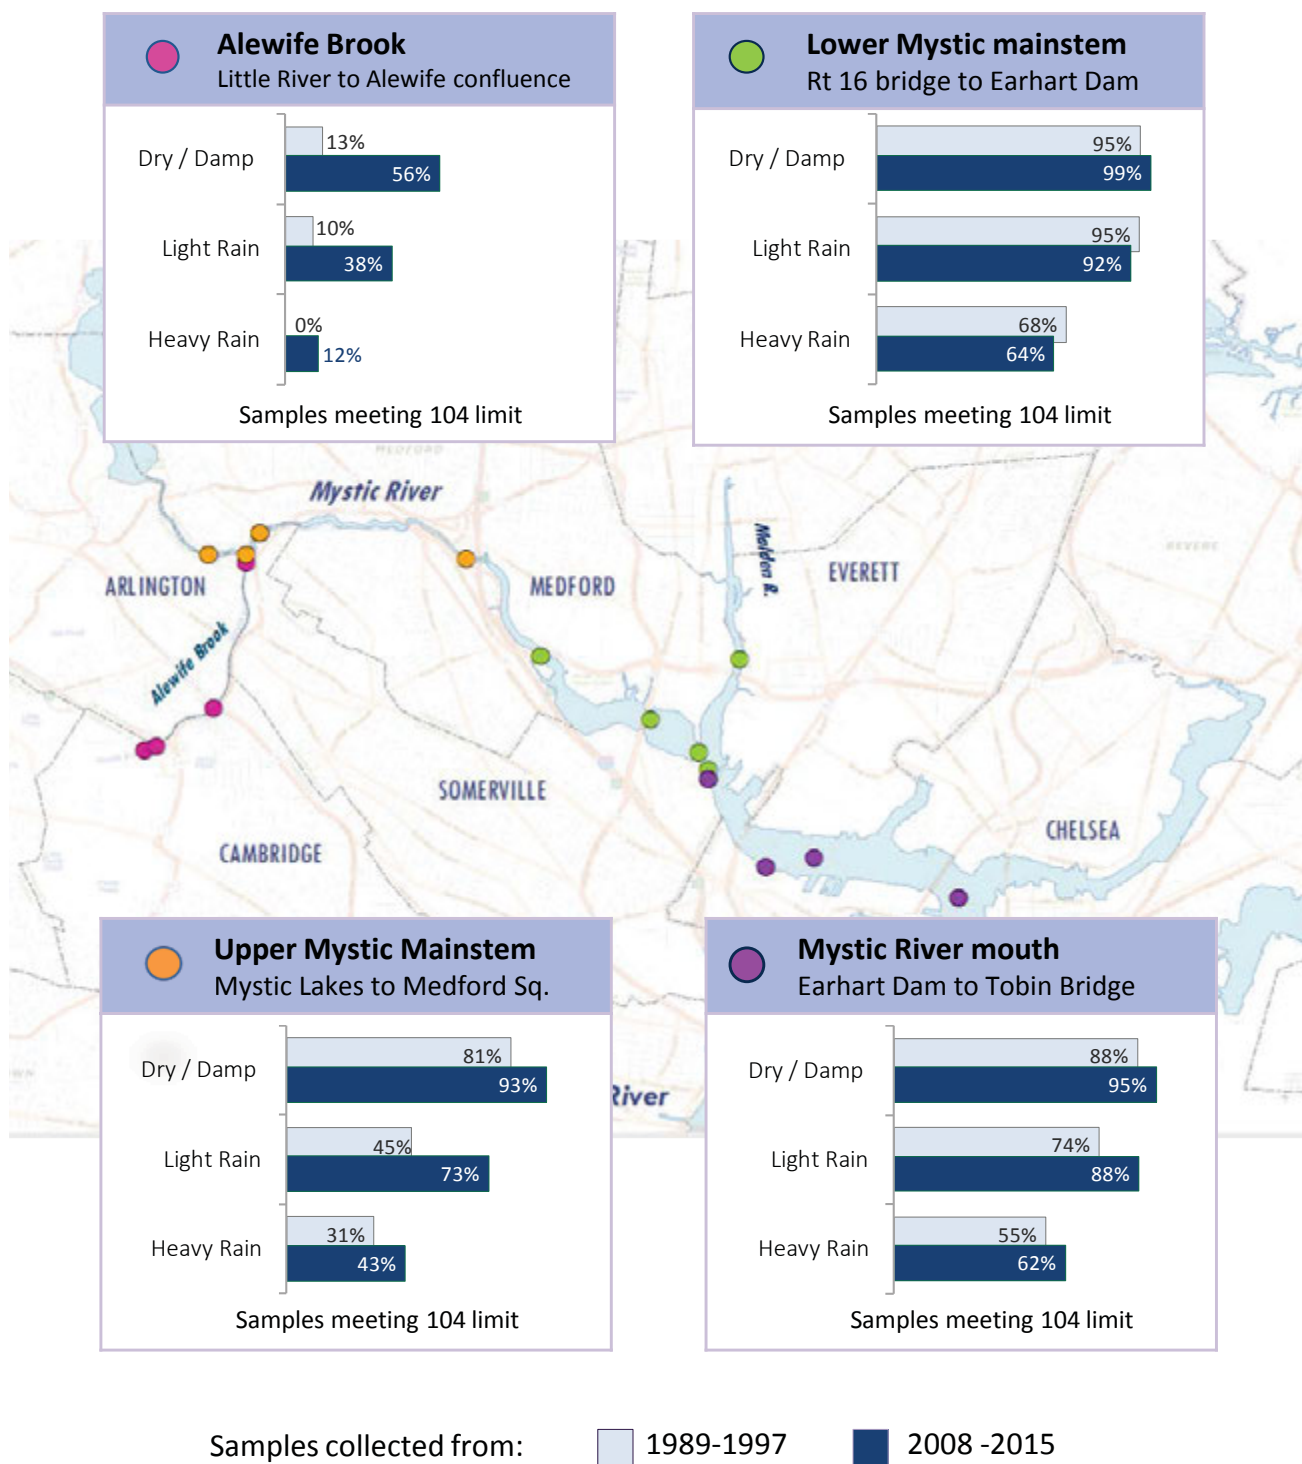 Alewife Brook
Little River to Alewife confluence
Dry / Damp
13%
56%
Light Rain
10%
38%
Heavy Rain
0%
12%
Samples meeting 104 limit
Lower Mystic mainstem
Rt 16 bridge to Earhart Dam
Dry / Damp
95%
99%
Light Rain
95%
92%
Heavy Rain
68%
64%
Samples meeting 104 limit
MEDFORD
Mystic River
Malden R.
REVERE
ARLINGTON
MEDFORD
EVERETT
Alewife Brook
SOMERVILLE
CAMBRIDGE
CHELSEA
Upper Mystic Mainstem
Mystic Lakes to Medford Sq.
Dry / Damp
81%
93%
Light Rain
45%
73%
Heavy Rain
31%
43%
Samples meeting 104 limit
River
Mystic River mouth
Earhart Dam to Tobin Bridge
Dry / Damp
88%
95%
Light Rain
74%
88%
Heavy Rain
55%
62%
Samples meeting 104 limit
Samples collected from:
1989-1997
2008 -2015